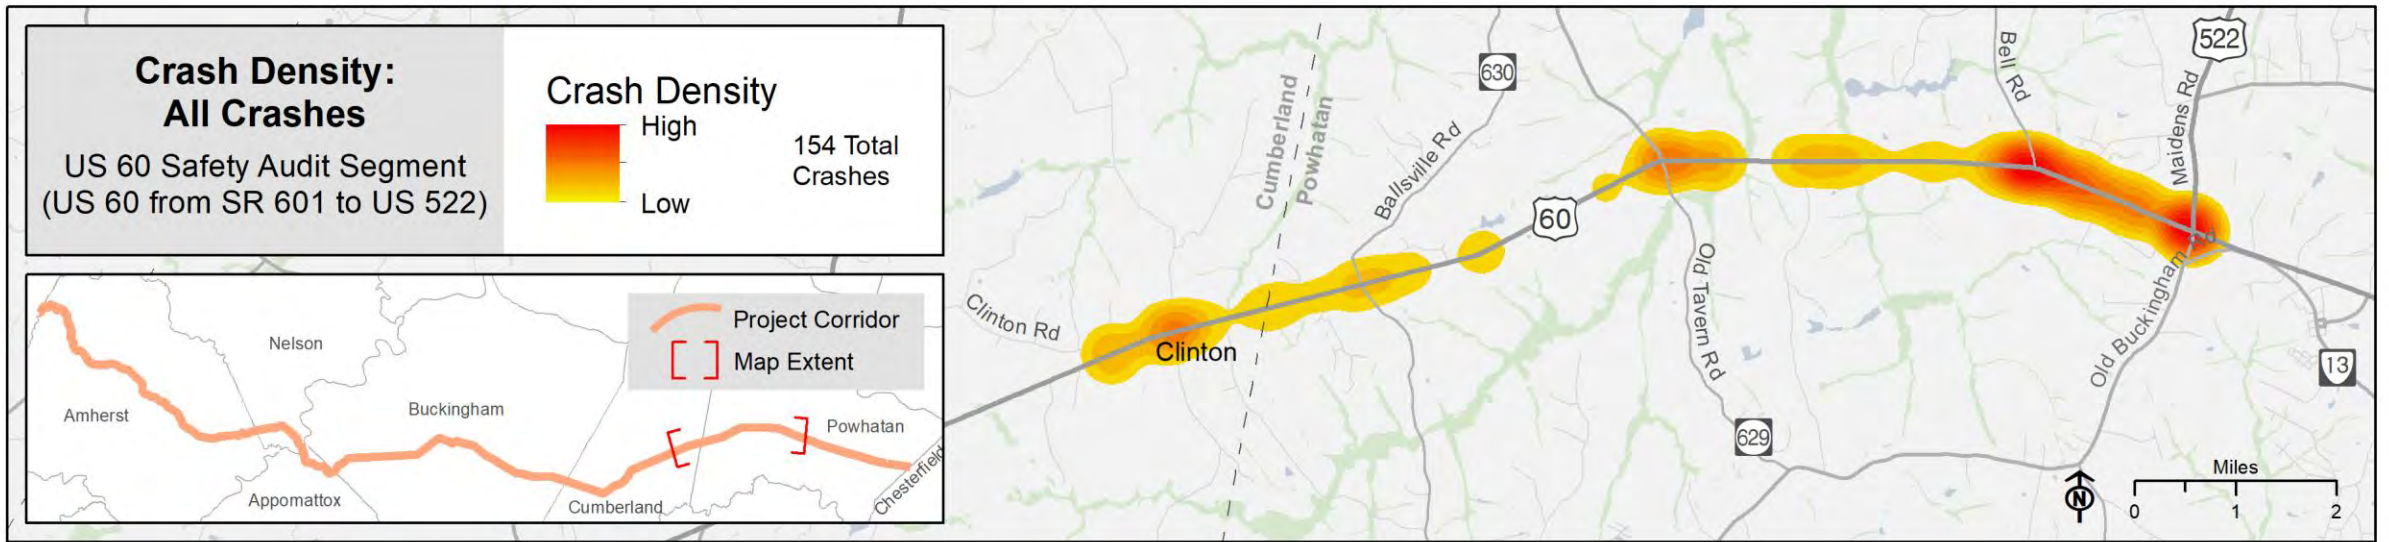 Crash Density:
All Crashes
US 60 Safety Audit Segment
(US 60 from SR 601 to US 522)
Crash Density
High
Low
154 Total
Crashes
Project Corridor
Map Extent
Nelson
Amherst
Buckingham
Appomattox
Cumberland
Powhatan
Chesterfield
Clinton Rd
Clinton
Cumberland
Powhatan
Ballsville Rd
630
60
Old Tavern Rd
629
Bell Rd
522
Maidens Rd
Old Buckingham
13
N
Miles
0 1 2